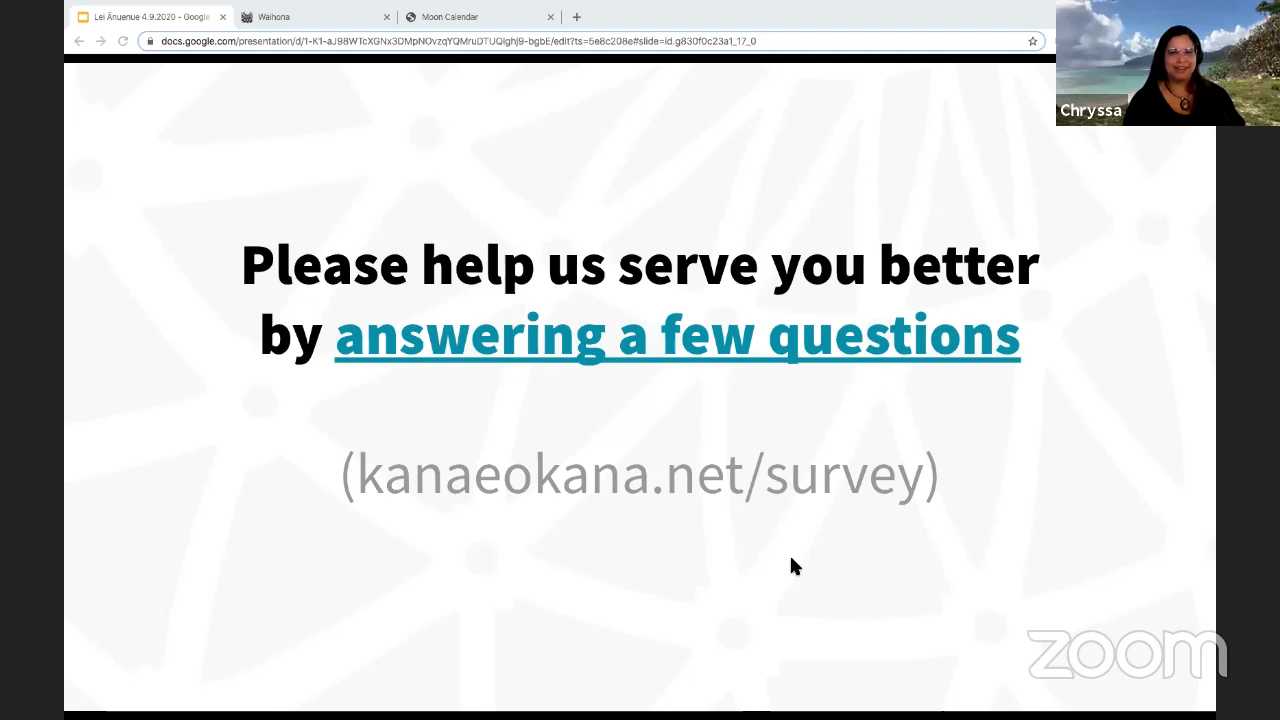 Lei Ānuenue 4.9.2020 - Google
Waihona
Moon Calendar
Chryssa
Please help us serve you better
by answering a few questions
(kanaeokana.net/survey)
zoom